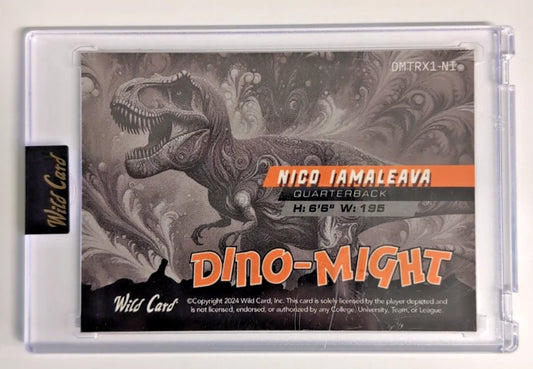 DMTRX1-NI
NICO IAMALEAVA
QUARTERBACK
H: 6'6" W: 195
DINO-MIGHT
Wild Card
Wild Card
©Copyright 2024 Wild Card, Inc. This card is solely licensed by the player depicted and
is not licensed, endorsed, or authorized by any College, University, Team, or League.